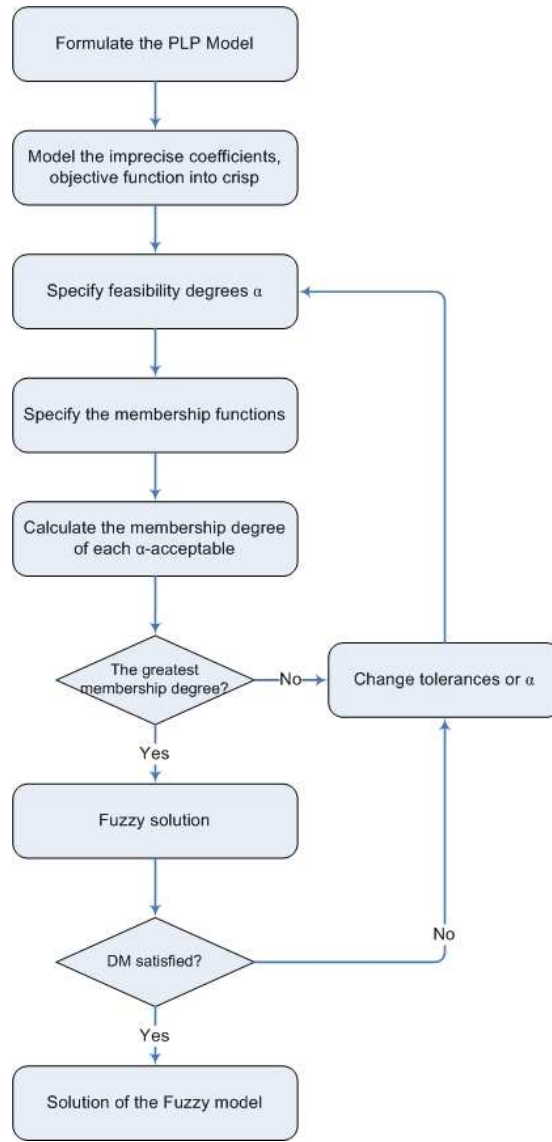 Formulate the PLP Model
Model the imprecise coefficients,
objective function into crisp
Specify feasibility degrees α
Specify the membership functions
Calculate the membership degree
of each α-acceptable
The greatest
membership degree?
No
Change tolerances or α
Yes
Fuzzy solution
No
DM satisfied?
Yes
Solution of the Fuzzy model